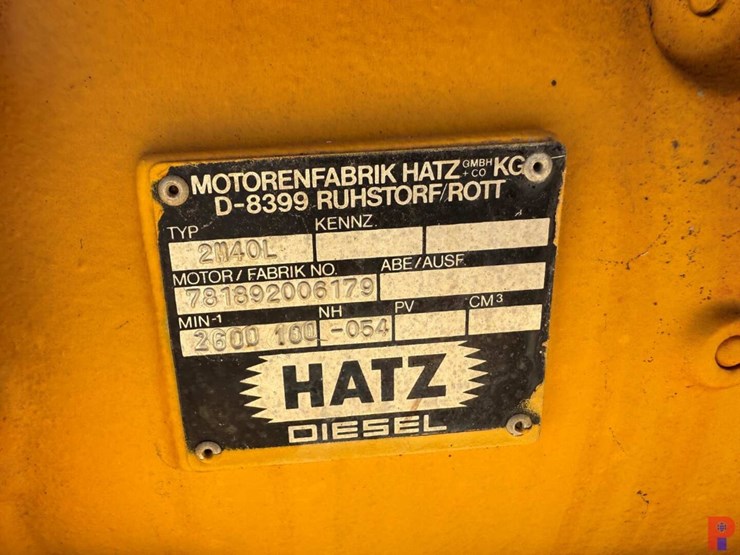 MOTORENFABRIK HATZ GMBH + CO KG
D-8399 RUHSTORF/ROTT
TYP KENNZ.
2M40L
MOTOR / FABRIK NO. ABE/AUSF.
781892006179
MIN-1 NH PV CM3
2600 100 -054
HATZ
DIESEL